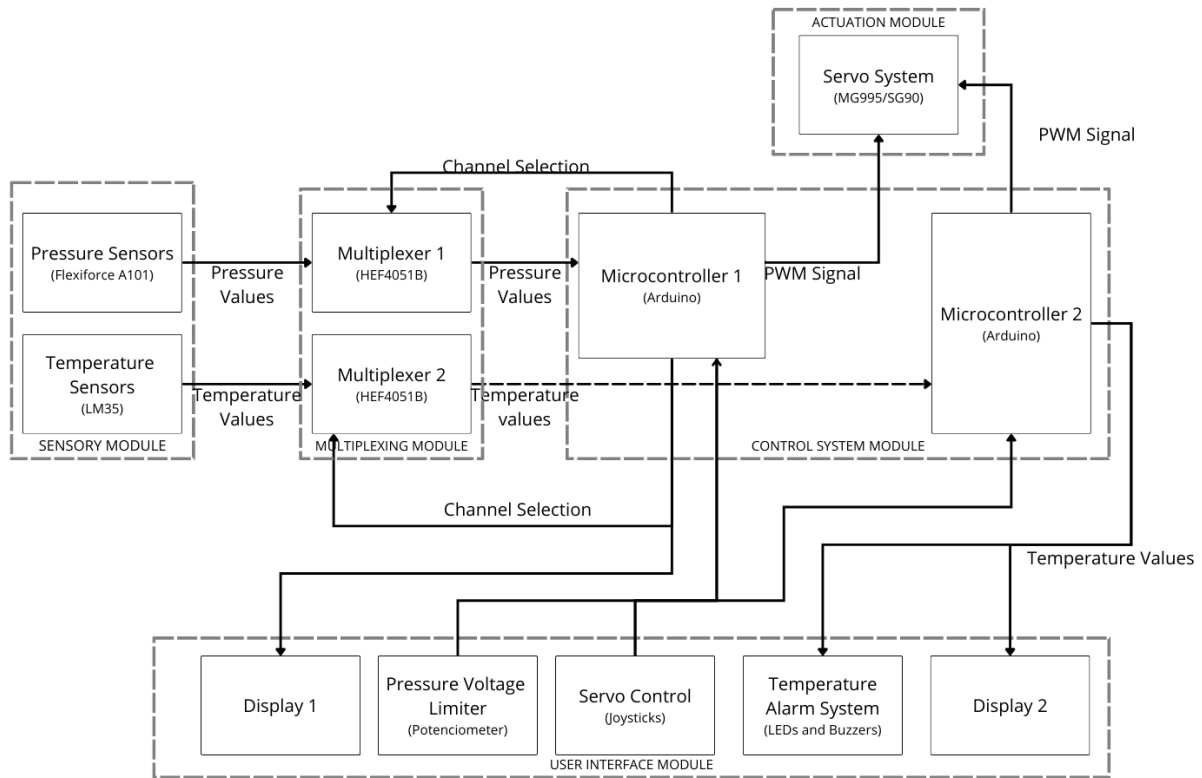 ACTUATION MODULE
Servo System
(MG995/SG90)
PWM Signal
Channel Selection
Pressure Sensors
(Flexiforce A101)
Pressure
Values
Multiplexer 1
(HEF4051B)
Pressure
Values
Microcontroller 1
(Arduino)
PWM Signal
Microcontroller 2
(Arduino)
Temperature
Sensors
(LM35)
Temperature
Values
Multiplexer 2
(HEF4051B)
Temperature
values
SENSORY MODULE
MULTIPLEXING MODULE
CONTROL SYSTEM MODULE
Channel Selection
Temperature Values
Display 1
Pressure Voltage
Limiter
(Potenciometer)
Servo Control
(Joysticks)
Temperature
Alarm System
(LEDs and Buzzers)
Display 2
USER INTERFACE MODULE